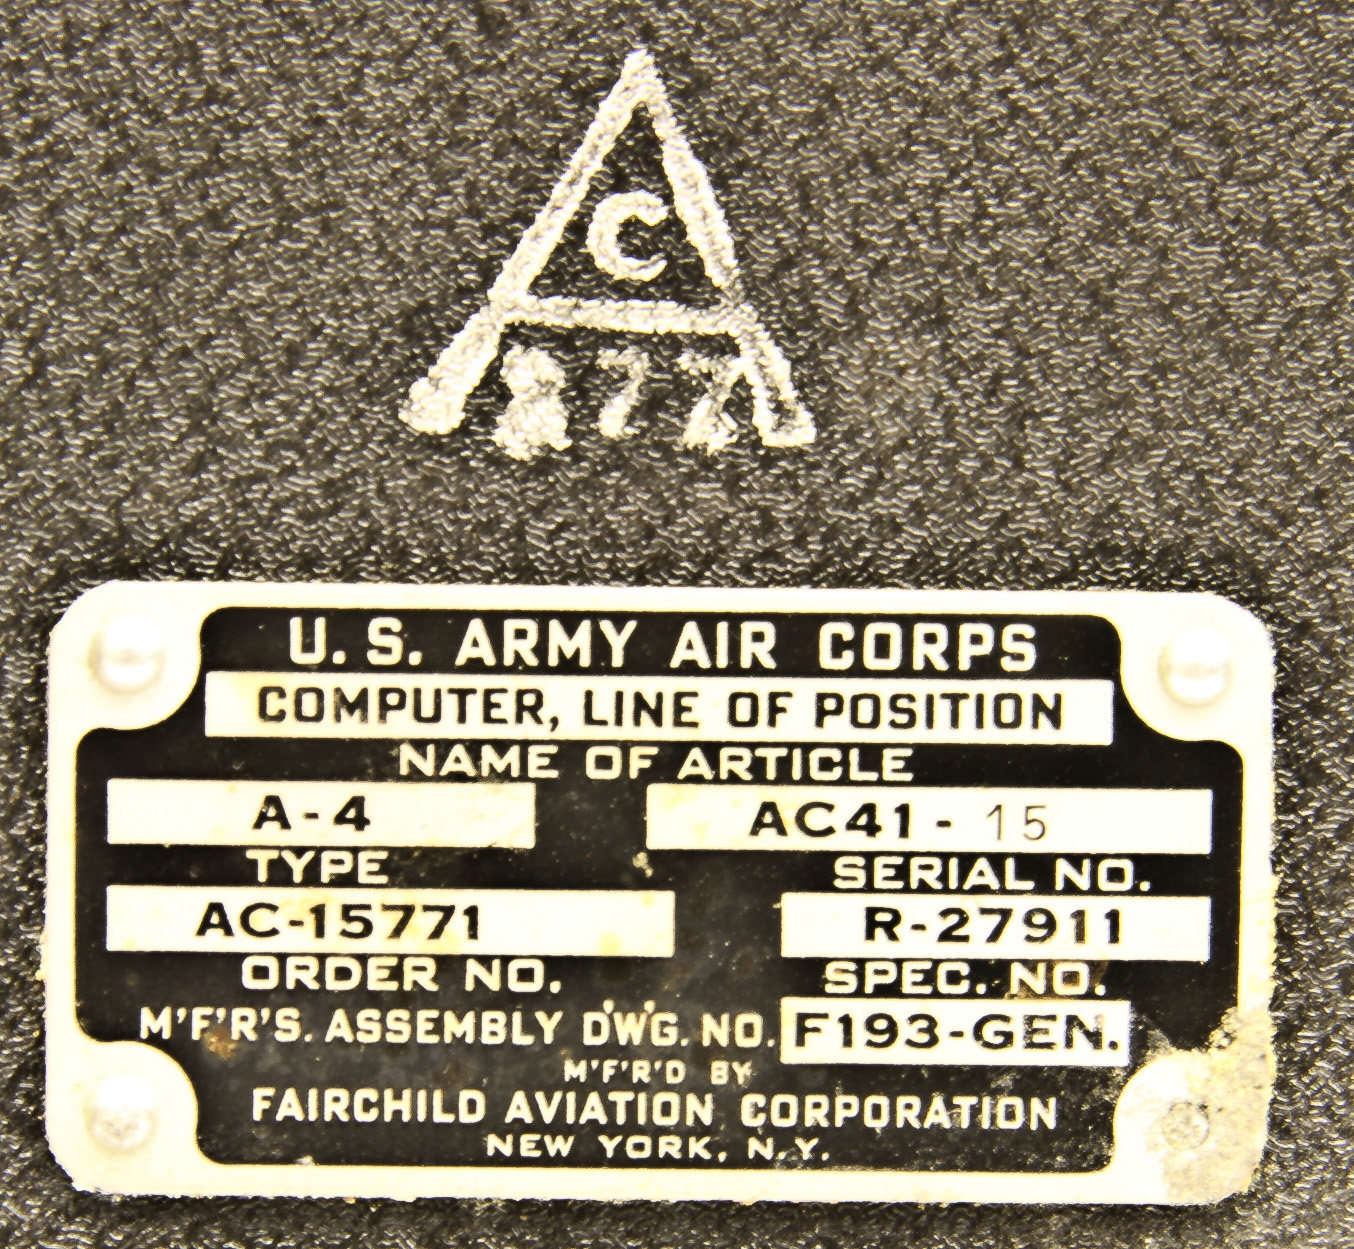 A
C
277
U. S. ARMY AIR CORPS
COMPUTER, LINE OF POSITION
NAME OF ARTICLE
A-4 AC41-15
TYPE SERIAL NO.
AC-15771 R-27911
ORDER NO. SPEC. NO.
M'F'R'S. ASSEMBLY D'W'G. NO. F193-GEN.
M'F'R'D BY
FAIRCHILD AVIATION CORPORATION
NEW YORK, N.Y.